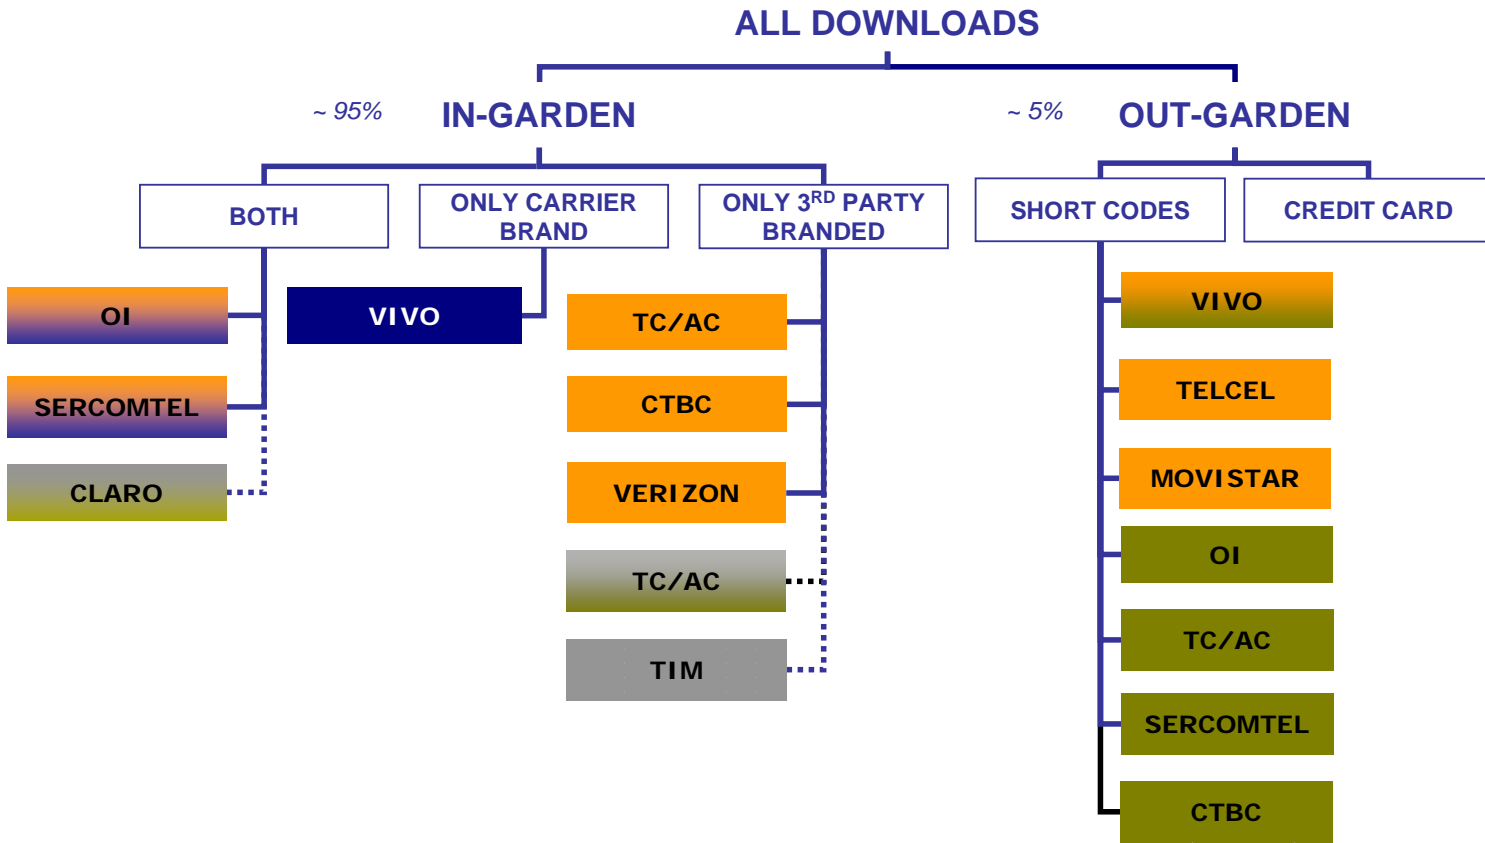 ALL DOWNLOADS
~ 95%
IN-GARDEN
~ 5%
OUT-GARDEN
BOTH
ONLY CARRIER
BRAND
ONLY 3RD PARTY
BRANDED
SHORT CODES
CREDIT CARD
OI
SERCOMTEL
CLARO
VIVO
TC/AC
CTBC
VERIZON
TC/AC
TIM
VIVO
TELCEL
MOVISTAR
OI
TC/AC
SERCOMTEL
CTBC